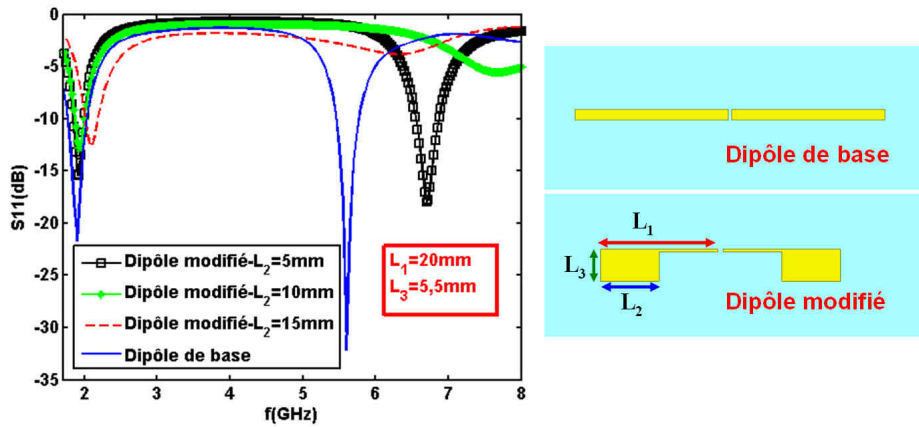 0
-5
-10
-15
-20
-25
-30
-35
S11(dB)
2
3
4
5
6
7
8
f(GHz)
Dipôle modifié-L₂=5mm
Dipôle modifié-L₂=10mm
Dipôle modifié-L₂=15mm
Dipôle de base
L₁=20mm
L₃=5,5mm
Dipôle de base
L₁
L₃
L₂
Dipôle modifié